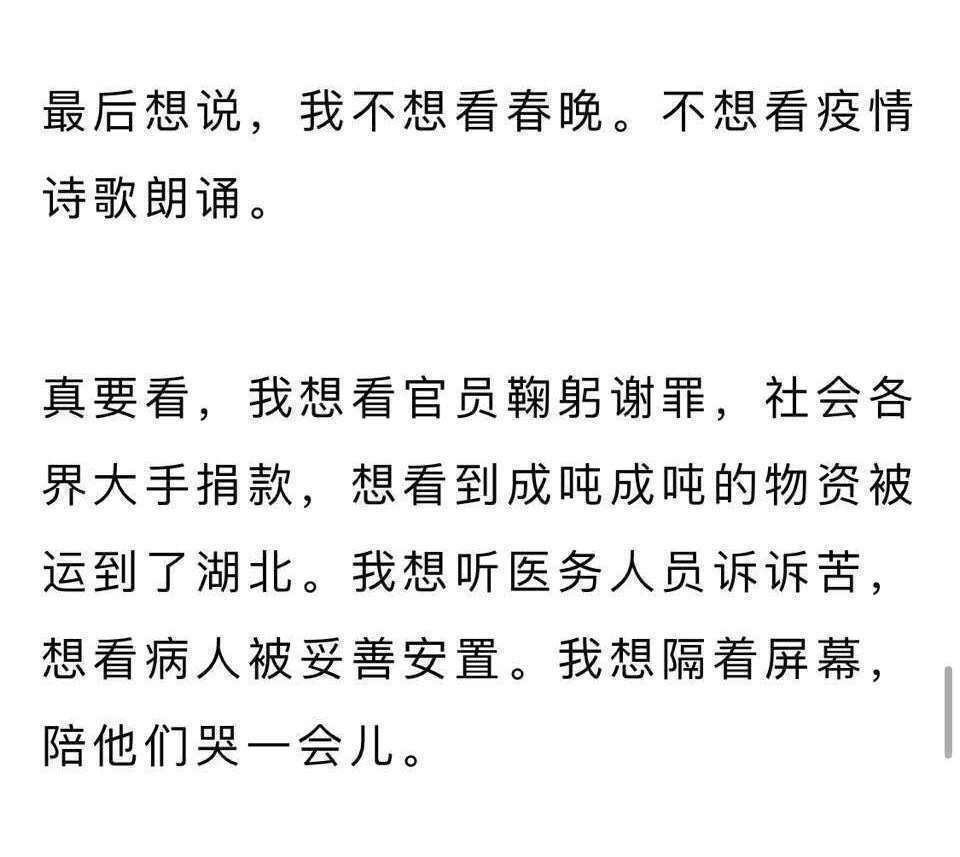 最后想说，我不想看春晚。不想看疫情
诗歌朗诵。
真要看，我想看官员鞠躬谢罪，社会各
界大手捐款，想看到成吨成吨的物资被
运到了湖北。我想听医务人员诉诉苦，
想看病人被妥善安置。我想隔着屏幕，
陪他们哭一会儿。